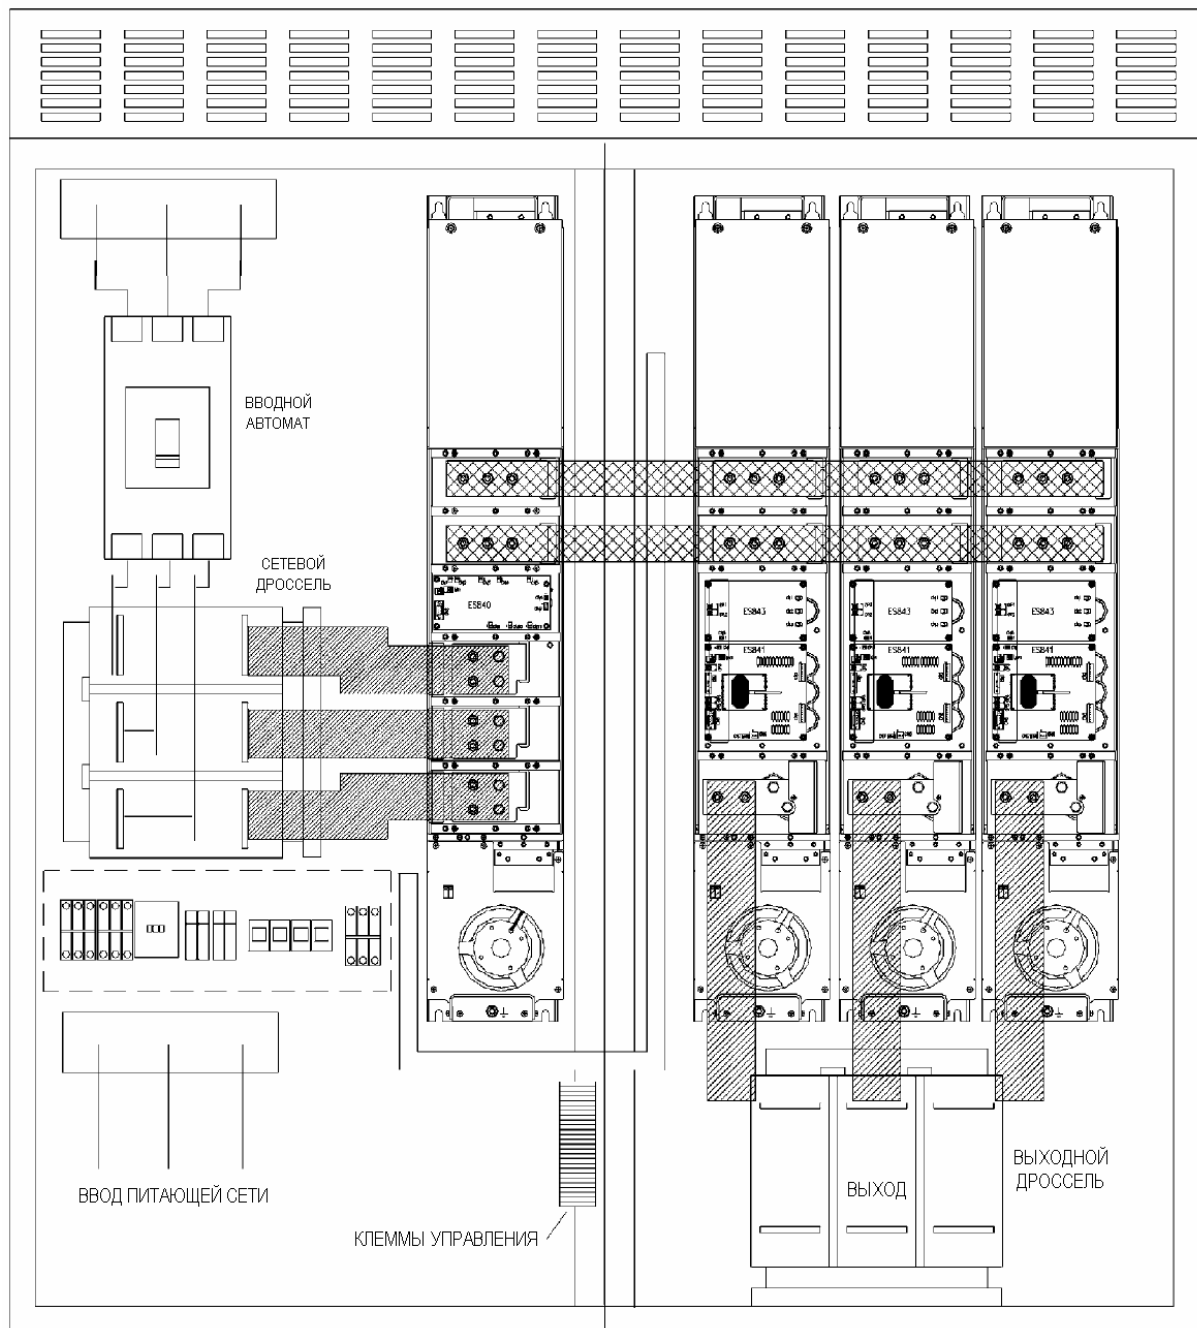 ВВОДНОЙ
АВТОМАТ
СЕТЕВОЙ
ДРОССЕЛЬ
ES840
ES843
ES843
ES843
ES841
ES841
ES841
ВВОД ПИТАЮЩЕЙ СЕТИ
КЛЕММЫ УПРАВЛЕНИЯ
ВЫХОД
ВЫХОДНОЙ
ДРОССЕЛЬ